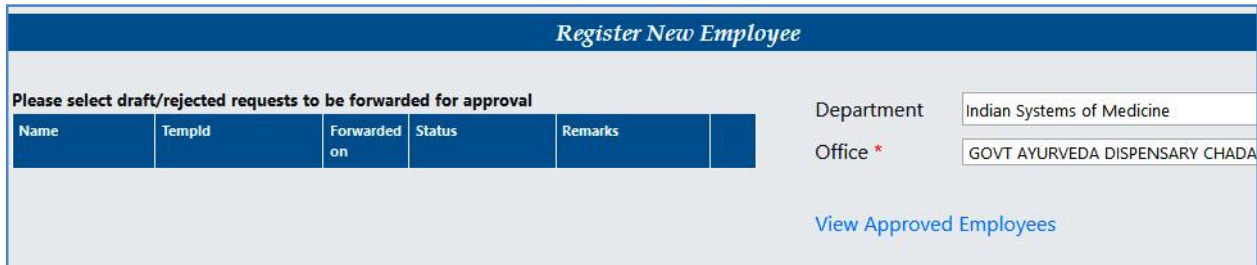 Register New Employee
Please select draft/rejected requests to be forwarded for approval
Name TempId Forwarded on Status Remarks
Department Indian Systems of Medicine
Office * GOVT AYURVEDA DISPENSARY CHADA
View Approved Employees